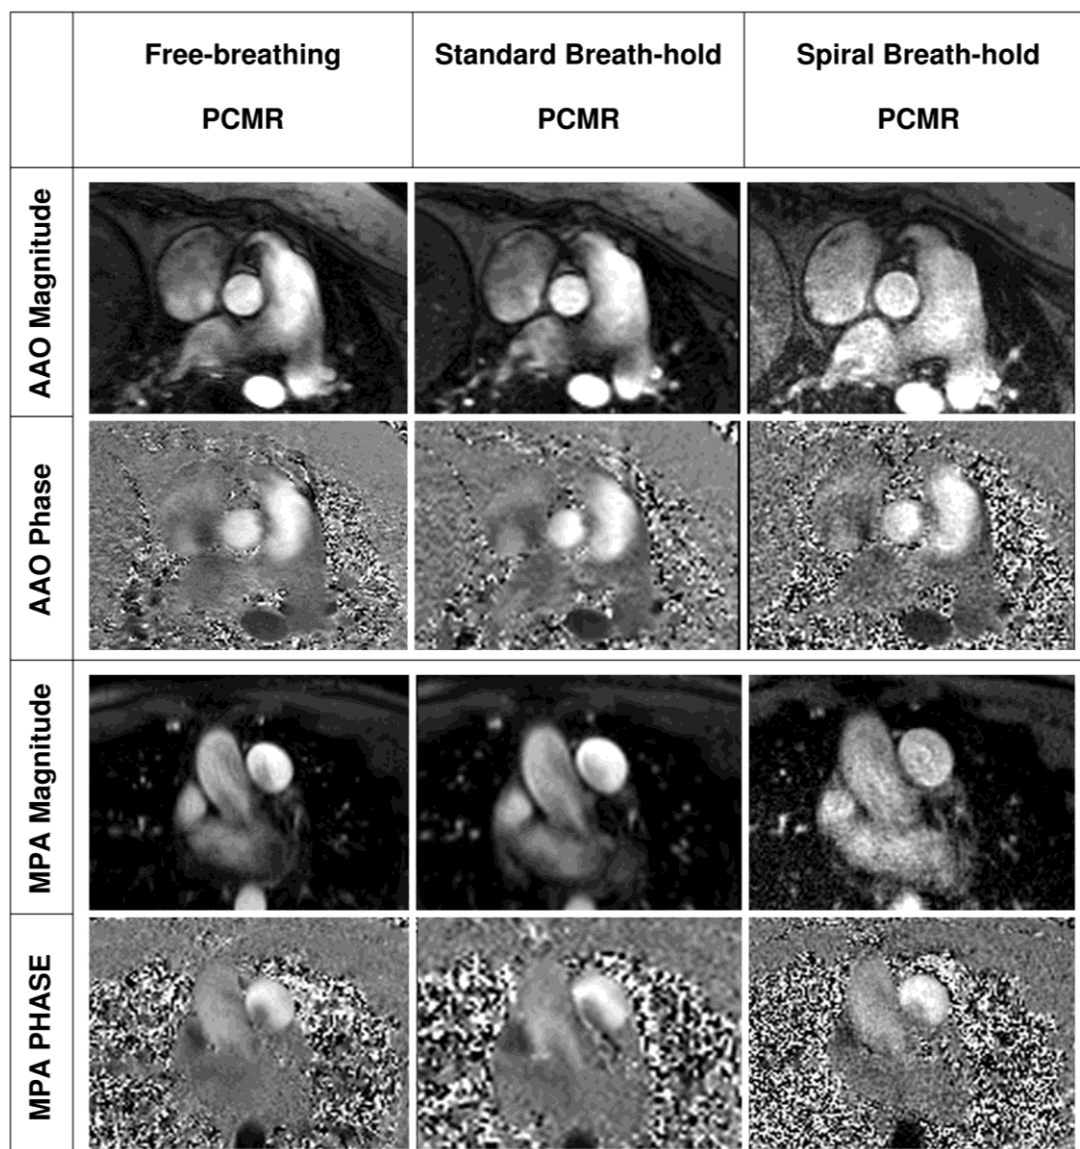 Free-breathing
PCMR
Standard Breath-hold
PCMR
Spiral Breath-hold
PCMR
AAO Magnitude
AAO Phase
MPA Magnitude
MPA PHASE